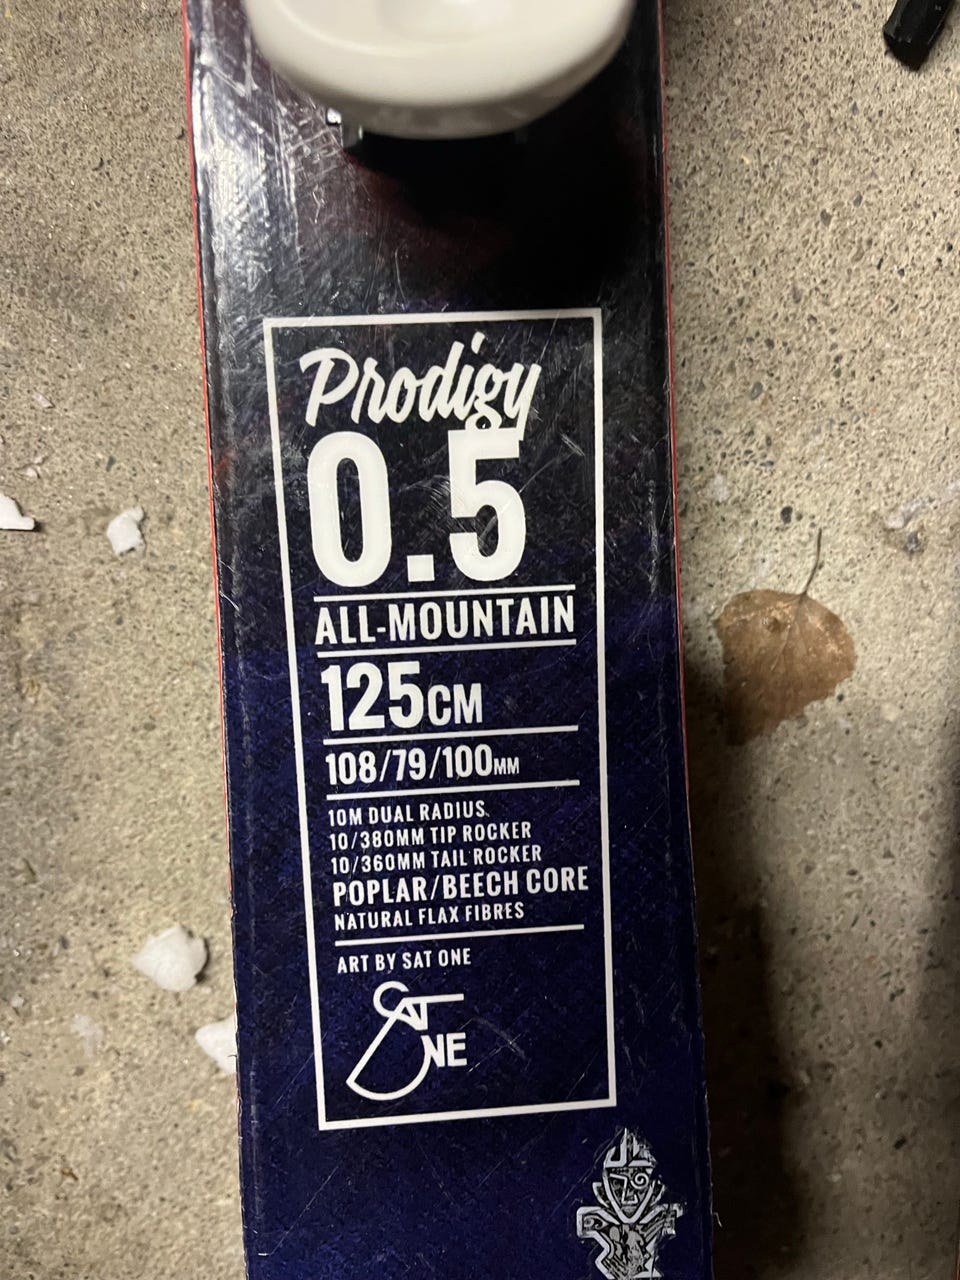 Prodigy
0.5
ALL-MOUNTAIN
125CM
108/79/100MM
10M DUAL RADIUS
10/380MM TIP ROCKER
10/360MM TAIL ROCKER
POPLAR/BEECH CORE
NATURAL FLAX FIBRES
ART BY SAT ONE
SAT
ONE